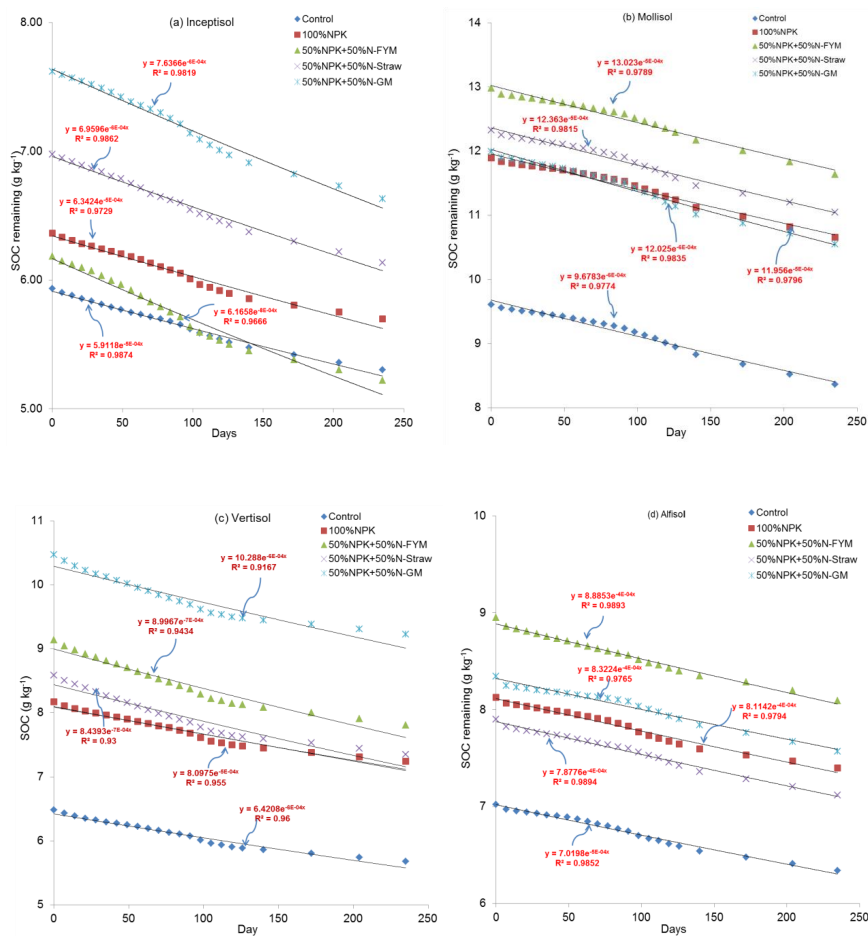 (a) Inceptisol
Control
100%NPK
50%NPK+50%N-FYM
50%NPK+50%N-Straw
50%NPK+50%N-GM
8.00
7.00
6.00
5.00
SOC remaining (g kg⁻¹)
y = 7.6366e⁻⁶ᴱ⁻⁰⁴ˣ
R² = 0.9819
y = 6.9596e⁻⁶ᴱ⁻⁰⁴ˣ
R² = 0.9862
y = 6.3424e⁻⁵ᴱ⁻⁰⁴ˣ
R² = 0.9729
y = 6.1658e⁻⁸ᴱ⁻⁰⁴ˣ
R² = 0.9666
y = 5.9118e⁻⁵ᴱ⁻⁰⁴ˣ
R² = 0.9874
0 50 100 150 200 250
Days
(b) Mollisol
Control
100%NPK
50%NPK+50%N-FYM
50%NPK+50%N-Straw
50%NPK+50%N-GM
14
13
12
11
10
9
8
SOC remaining (g kg⁻¹)
y = 13.023e⁻⁴ᴱ⁻⁰⁴ˣ
R² = 0.9789
y = 12.363e⁻⁶ᴱ⁻⁰⁴ˣ
R² = 0.9815
y = 12.025e⁻⁶ᴱ⁻⁰⁴ˣ
R² = 0.9835
y = 11.956e⁻⁵ᴱ⁻⁰⁴ˣ
R² = 0.9796
y = 9.6783e⁻⁶ᴱ⁻⁰⁴ˣ
R² = 0.9774
0 50 100 150 200 250
Day
(c) Vertisol
Control
100%NPK
50%NPK+50%N-FYM
50%NPK+50%N-Straw
50%NPK+50%N-GM
11
10
9
8
7
6
5
SOC (g kg⁻¹)
y = 10.288e⁻⁶ᴱ⁻⁰⁴ˣ
R² = 0.9167
y = 8.9967e⁻⁷ᴱ⁻⁰⁴ˣ
R² = 0.9434
y = 8.4393e⁻⁷ᴱ⁻⁰⁴ˣ
R² = 0.93
y = 8.0975e⁻⁵ᴱ⁻⁰⁴ˣ
R² = 0.955
y = 6.4208e⁻⁶ᴱ⁻⁰⁴ˣ
R² = 0.96
0 50 100 150 200 250
Days
(d) Alfisol
Control
100%NPK
50%NPK+50%N-FYM
50%NPK+50%N-Straw
50%NPK+50%N-GM
10
9
8
7
6
SOC remaining (g kg⁻¹)
y = 8.8853e⁻⁴ᴱ⁻⁰⁴ˣ
R² = 0.9893
y = 8.3224e⁻⁴ᴱ⁻⁰⁴ˣ
R² = 0.9765
y = 8.1142e⁻⁴ᴱ⁻⁰⁴ˣ
R² = 0.9794
y = 7.8776e⁻⁴ᴱ⁻⁰⁴ˣ
R² = 0.9894
y = 7.0198e⁻⁵ᴱ⁻⁰⁴ˣ
R² = 0.9852
0 50 100 150 200 250
Day